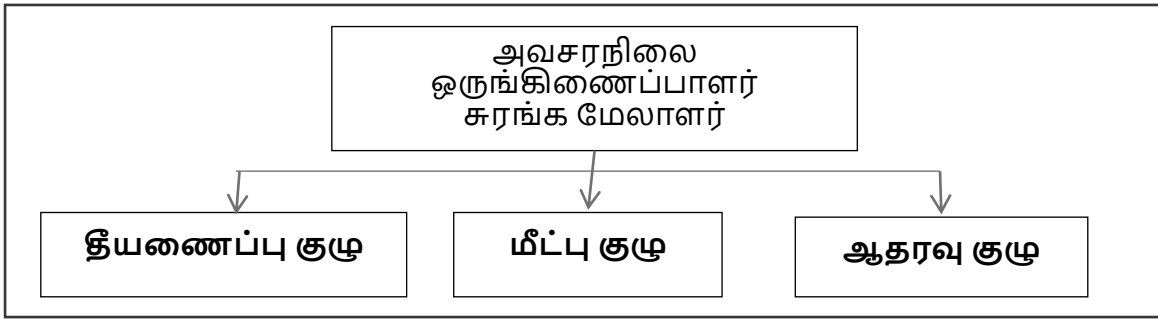 அவசரநிலை
ஒருங்கிணைப்பாளர்
சுரங்க மேலாளர்
தீயணைப்பு குழு
மீட்பு குழு
ஆதரவு குழு